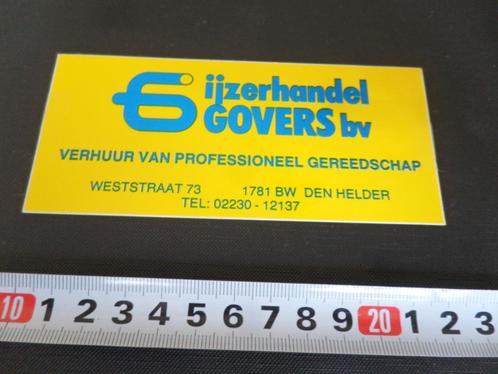 ijzerhandel
GOVERS bv
VERHUUR VAN PROFESSIONEEL GEREEDSCHAP
WESTSTRAAT 73 1781 BW DEN HELDER
TEL: 02230 - 12137
10 1 2 3 4 5 6 7 8 9 20 1 2 3